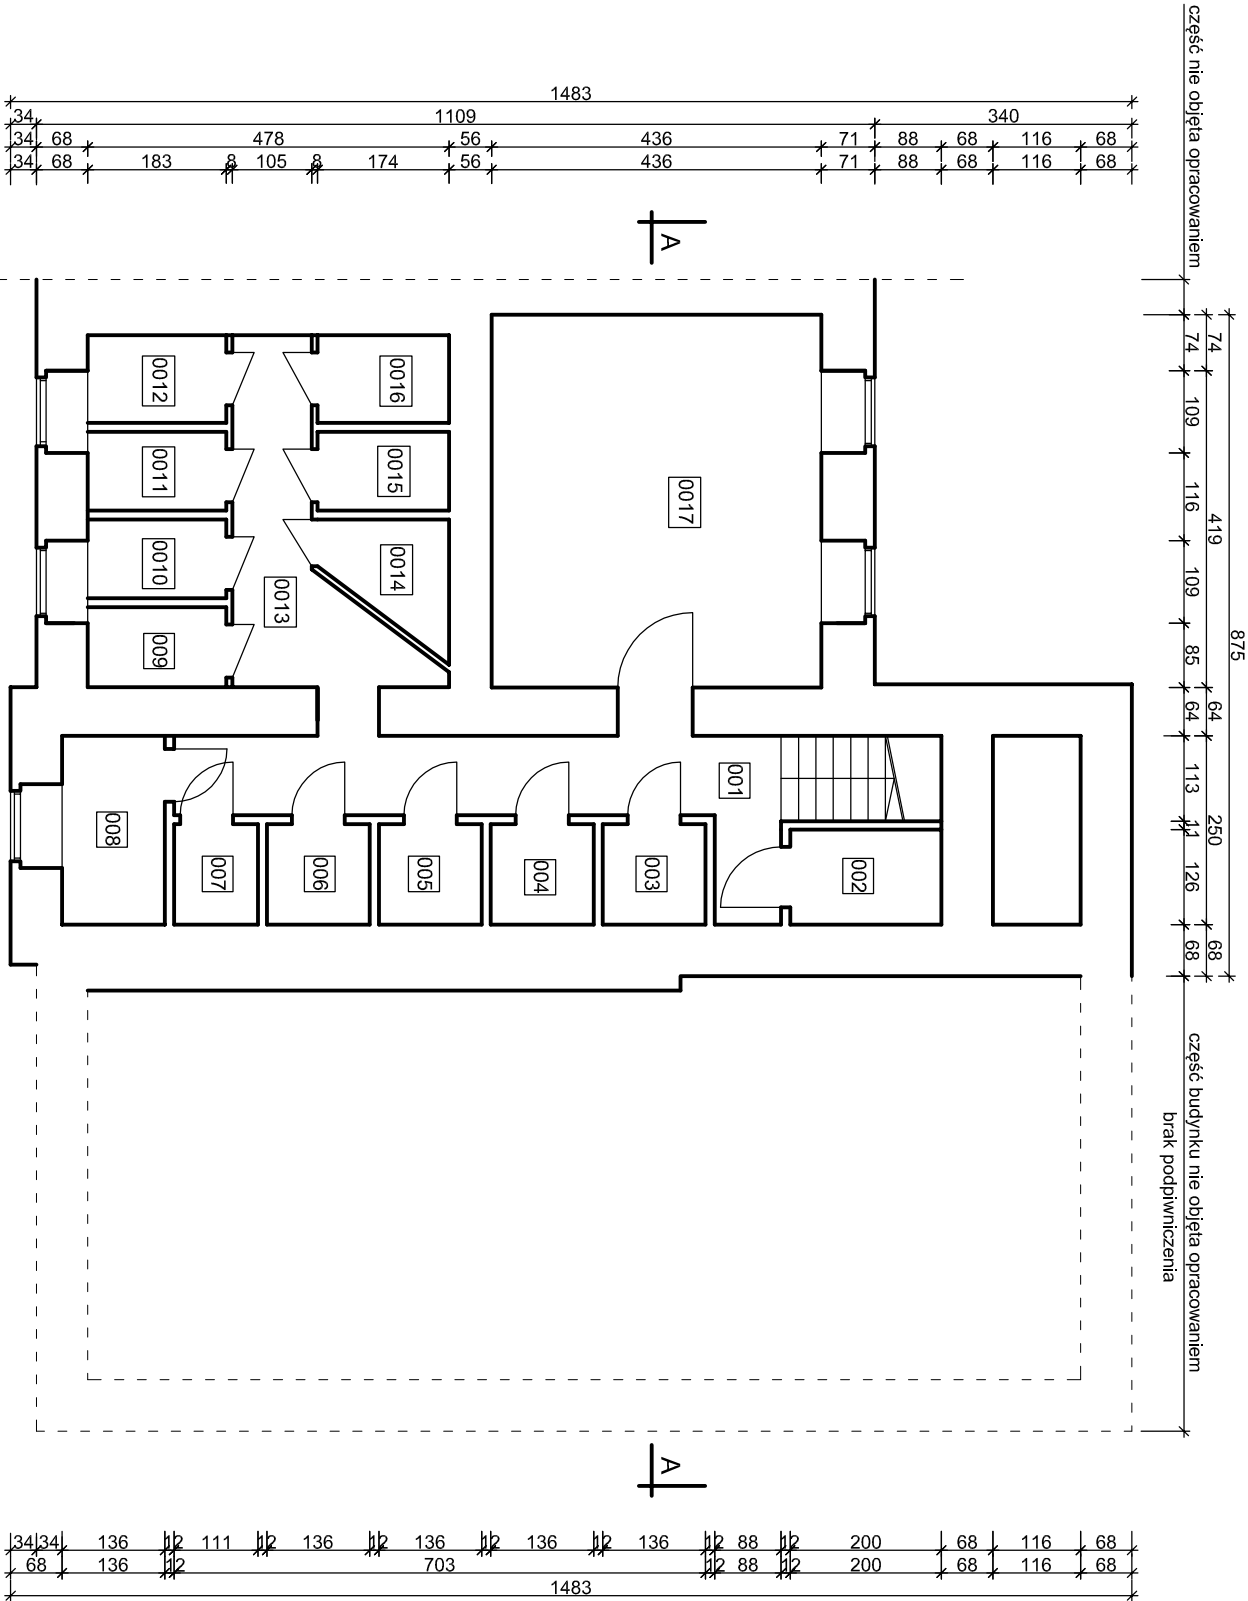 część nie objęta opracowaniem
1483
34 1109 340
34 68 478 56 436 71 88 68 116 68
34 68 183 8 105 8 174 56 436 71 88 68 116 68
A
875
74 419 64 250 68
74 109 116 109 85 64 113 11 126 68
0012
0016
0011
0015
0017
0010
0014
0013
009
001
008
007
006
005
004
003
002
część budynku nie objęta opracowaniem
brak podpiwniczenia
A
34 34 136 12 111 12 136 12 136 12 136 12 136 12 88 12 200 68 116 68
68 136 12 703 12 88 12 200 68 116 68
1483